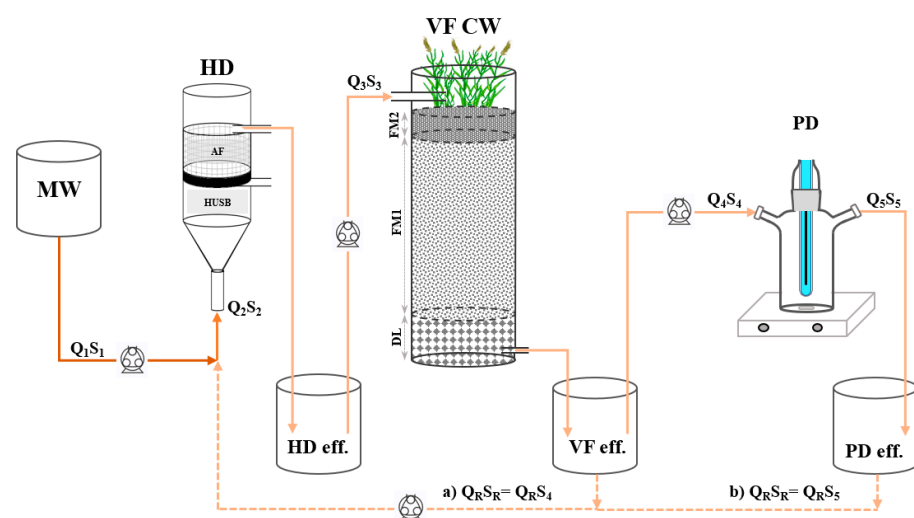 VF CW
HD
Q₃S₃
FM2
PD
AF
MW
HUSB
Q₄S₄
Q₅S₅
FM1
Q₂S₂
Q₁S₁
DL
HD eff.
VF eff.
PD eff.
a) QRSR= QRS₄
b) QRSR= QRS₅